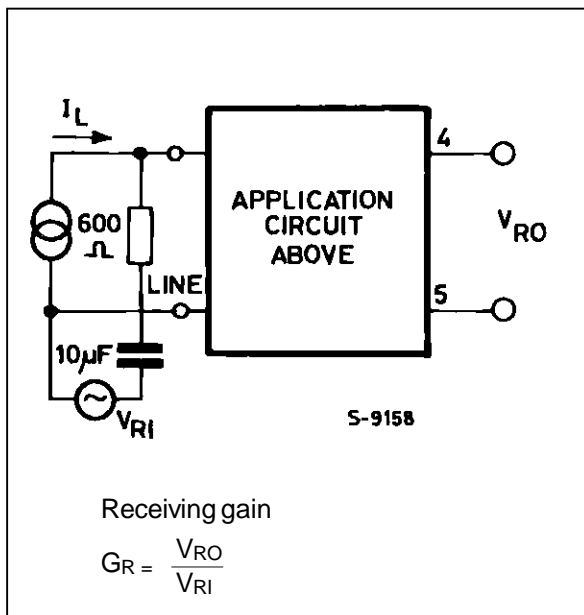 I_L
4
600
Ω
APPLICATION
CIRCUIT
ABOVE
V_RO
LINE
5
10µF
V_RI
S-9158
Receiving gain
G_R = V_RO
V_RI